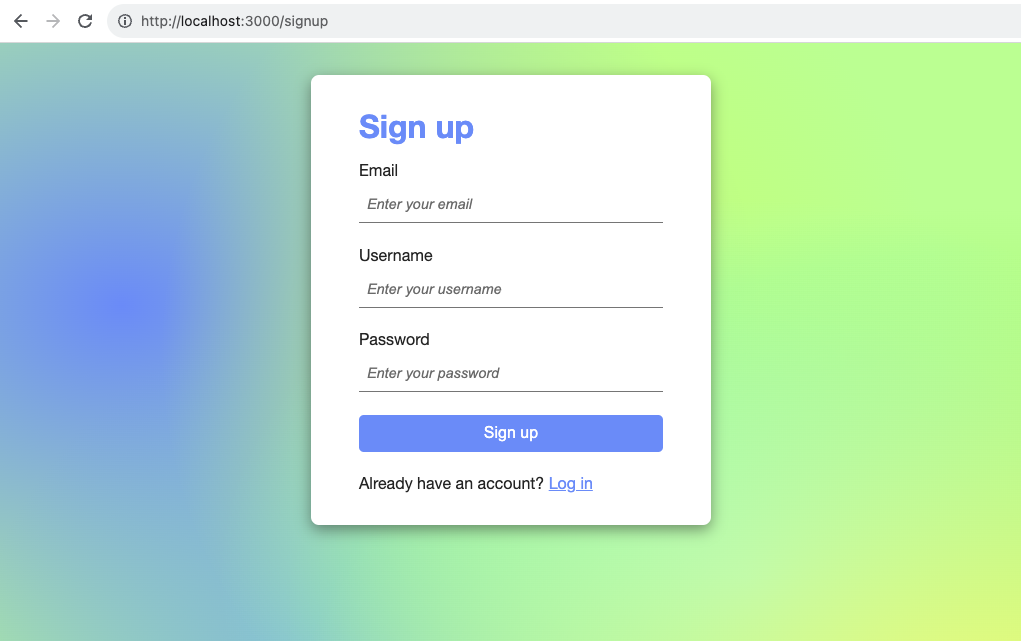 http://localhost:3000/signup
Sign up
Email
Enter your email
Username
Enter your username
Password
Enter your password
Sign up
Already have an account? Log in